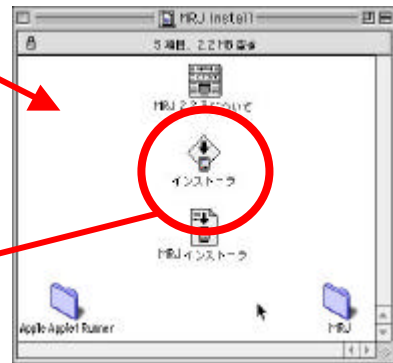 MRJ Install
5 項目、2.2 MB 空き
MRJ 2.2.3について
インストーラ
MRJ インストーラ
Apple Applet Runner
MRJ